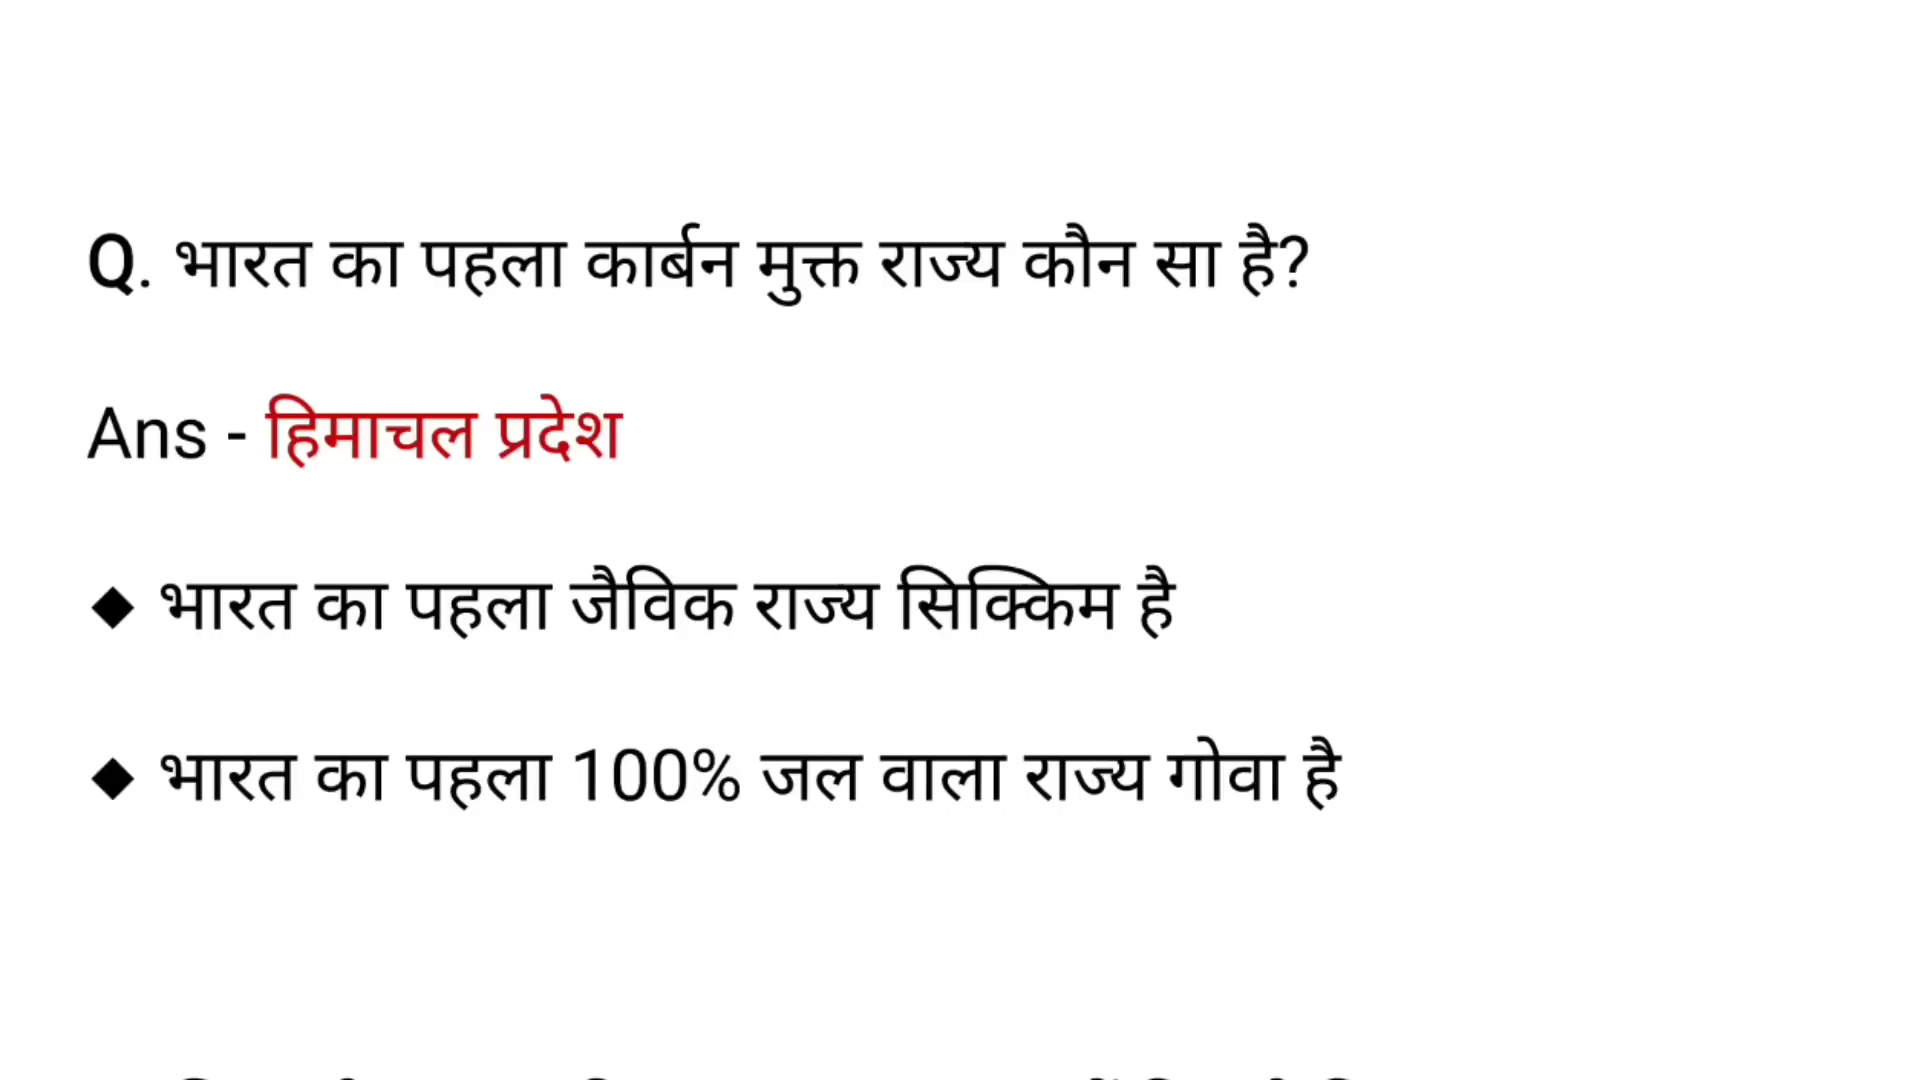 Q. भारत का पहला कार्बन मुक्त राज्य कौन सा है?
Ans - हिमाचल प्रदेश
◆ भारत का पहला जैविक राज्य सिक्किम है
◆ भारत का पहला 100% जल वाला राज्य गोवा है